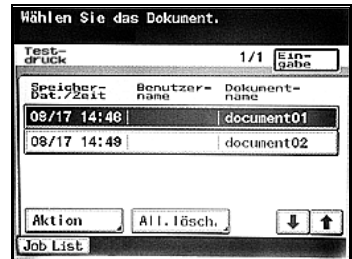 Wählen Sie das Dokument.
Test-
druck
1/1 Ein-
gabe
Speicher- Benutzer- Dokument-
Dat./Zeit name name
08/17 14:46 document01
08/17 14:49 document02
Aktion All.lösch.
Job List